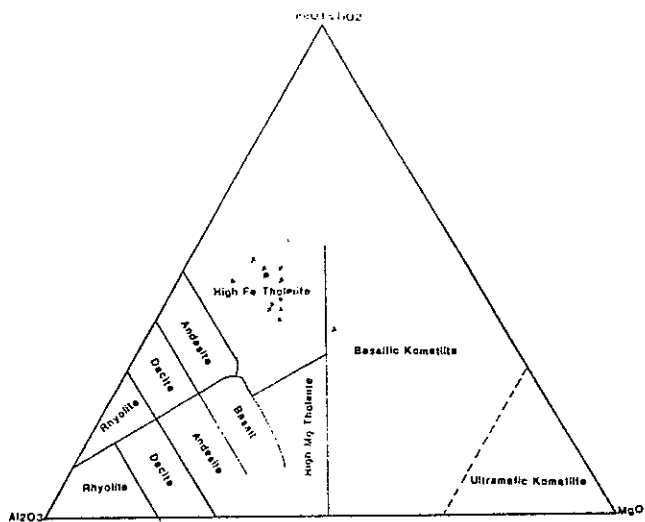 High Fe Tholeiite
Andesite
Dacite
Rhyolite
Basaltic Komatiite
Basalt
High Mg Tholeiite
Andesite
Dacite
Rhyolite
Ultramafic Komatiite
Al2O3
MgO